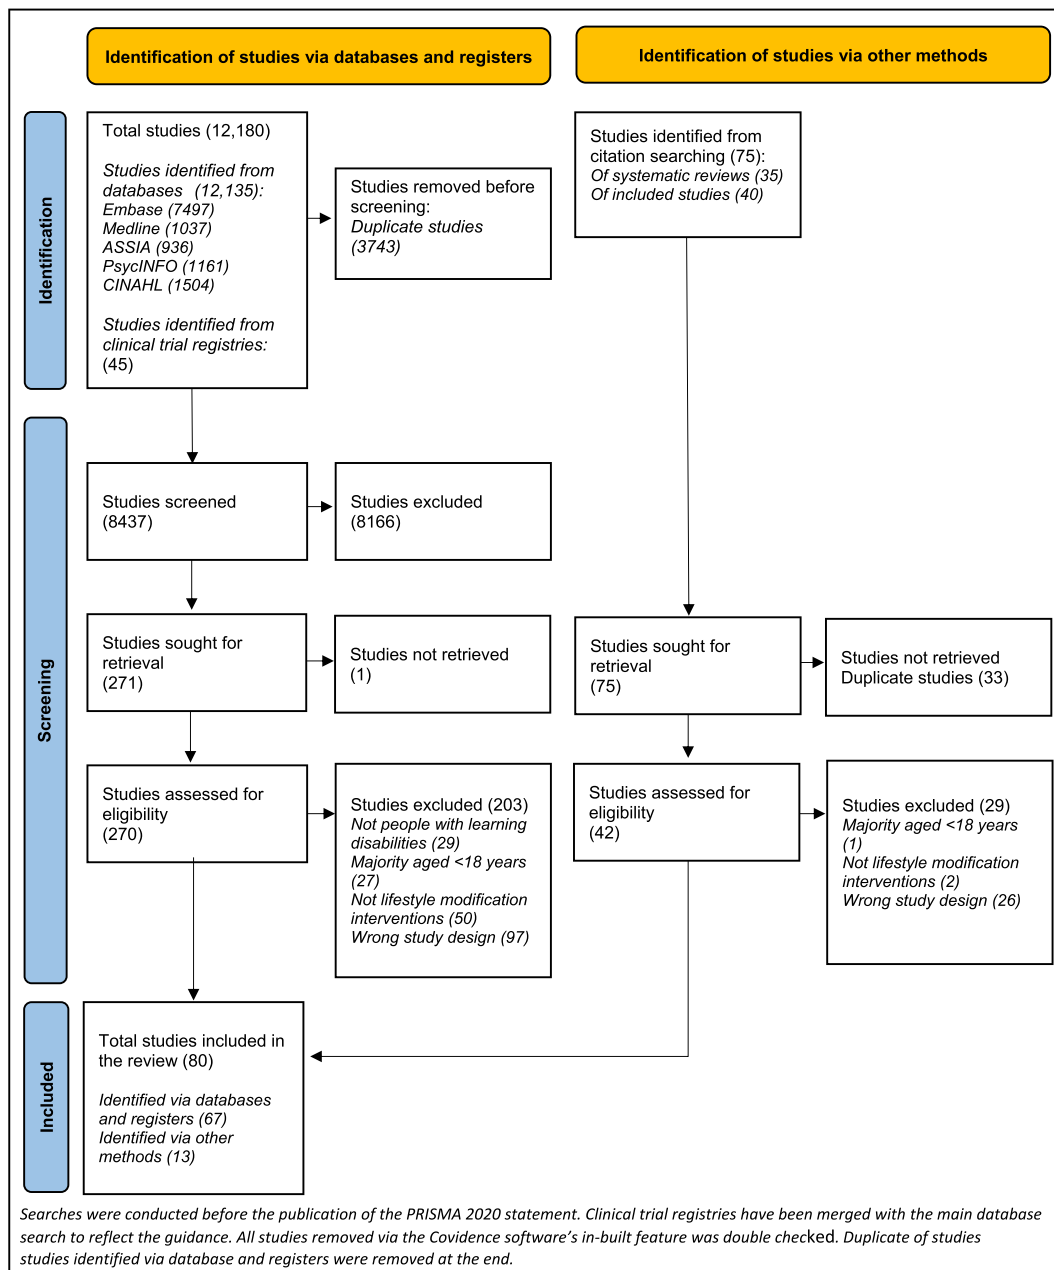 Identification of studies via databases and registers
Identification of studies via other methods
Identification
Total studies (12,180)
Studies identified from
databases (12,135):
Embase (7497)
Medline (1037)
ASSIA (936)
PsycINFO (1161)
CINAHL (1504)
Studies identified from
clinical trial registries:
(45)
Studies removed before
screening:
Duplicate studies
(3743)
Studies identified from
citation searching (75):
Of systematic reviews (35)
Of included studies (40)
Screening
Studies screened
(8437)
Studies excluded
(8166)
Studies sought for
retrieval
(271)
Studies not retrieved
(1)
Studies sought for
retrieval
(75)
Studies not retrieved
Duplicate studies (33)
Studies assessed for
eligibility
(270)
Studies excluded (203)
Not people with learning
disabilities (29)
Majority aged <18 years
(27)
Not lifestyle modification
interventions (50)
Wrong study design (97)
Studies assessed for
eligibility
(42)
Studies excluded (29)
Majority aged <18 years
(1)
Not lifestyle modification
interventions (2)
Wrong study design (26)
Included
Total studies included in
the review (80)
Identified via databases
and registers (67)
Identified via other
methods (13)
Searches were conducted before the publication of the PRISMA 2020 statement. Clinical trial registries have been merged with the main database
search to reflect the guidance. All studies removed via the Covidence software's in-built feature was double checked. Duplicate of studies
studies identified via database and registers were removed at the end.